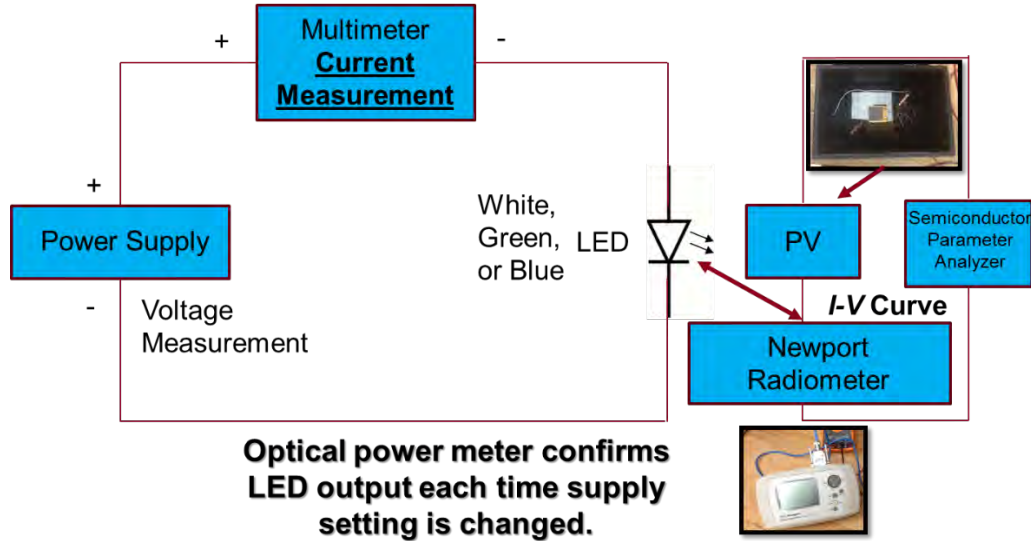 +
Multimeter
Current
Measurement
-
+
Power Supply
-
Voltage
Measurement
White,
Green,
or Blue
LED
PV
Semiconductor
Parameter
Analyzer
I-V Curve
Newport
Radiometer
Optical power meter confirms
LED output each time supply
setting is changed.